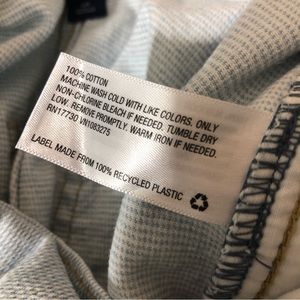 100% COTTON
MACHINE WASH COLD WITH LIKE COLORS. ONLY
NON-CHLORINE BLEACH IF NEEDED. TUMBLE DRY
LOW. REMOVE PROMPTLY. WARM IRON IF NEEDED.
RN17730 VN1083275
LABEL MADE FROM 100% RECYCLED PLASTIC